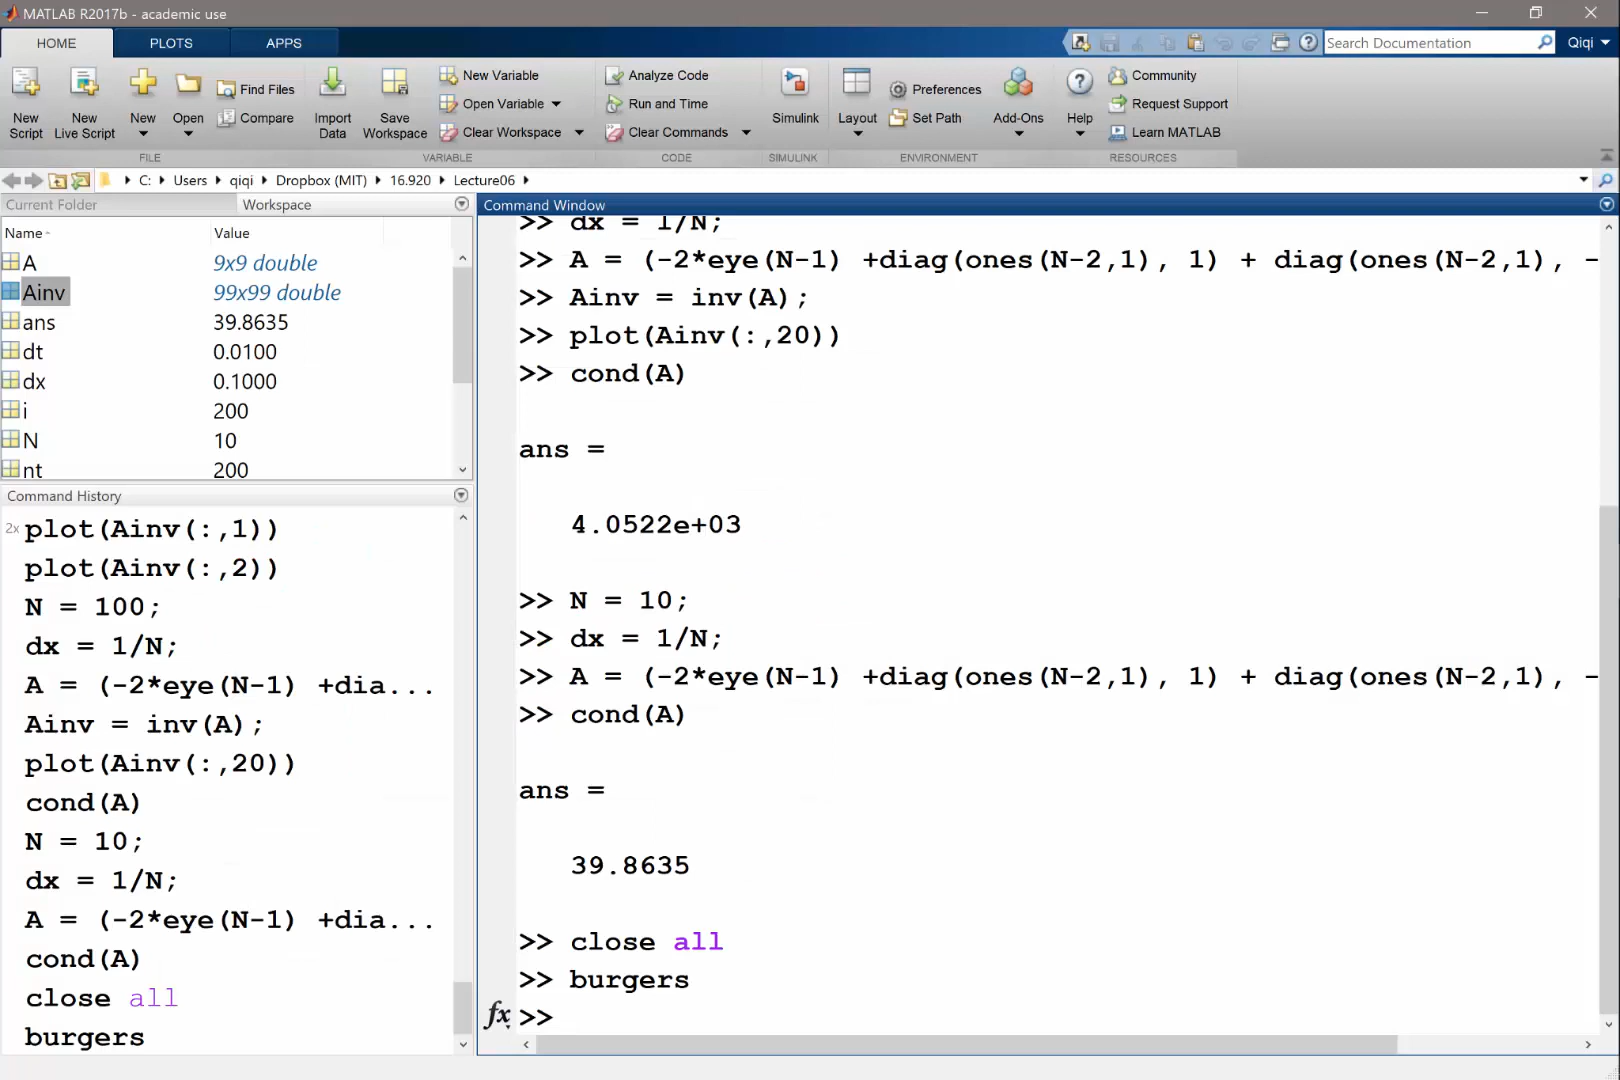 MATLAB R2017b - academic use
HOME PLOTS APPS
Search Documentation Qiqi
New Script
New Live Script
New
Open
Find Files
Compare
Import Data
Save Workspace
New Variable
Open Variable
Clear Workspace
Analyze Code
Run and Time
Clear Commands
Simulink
Layout
Preferences
Set Path
Add-Ons
Help
Community
Request Support
Learn MATLAB
FILE VARIABLE CODE SIMULINK ENVIRONMENT RESOURCES
C: Users qiqi Dropbox (MIT) 16.920 Lecture06
Current Folder Workspace
Name Value
A 9x9 double
Ainv 99x99 double
ans 39.8635
dt 0.0100
dx 0.1000
i 200
N 10
nt 200
Command History
2x plot(Ainv(:,1))
plot(Ainv(:,2))
N = 100;
dx = 1/N;
A = (-2*eye(N-1) +dia...
Ainv = inv(A);
plot(Ainv(:,20))
cond(A)
N = 10;
dx = 1/N;
A = (-2*eye(N-1) +dia...
cond(A)
close all
burgers
Command Window
>> dx = 1/N;
>> A = (-2*eye(N-1) +diag(ones(N-2,1), 1) + diag(ones(N-2,1), -
>> Ainv = inv(A);
>> plot(Ainv(:,20))
>> cond(A)
ans =
4.0522e+03
>> N = 10;
>> dx = 1/N;
>> A = (-2*eye(N-1) +diag(ones(N-2,1), 1) + diag(ones(N-2,1), -
>> cond(A)
ans =
39.8635
>> close all
>> burgers
fx >>